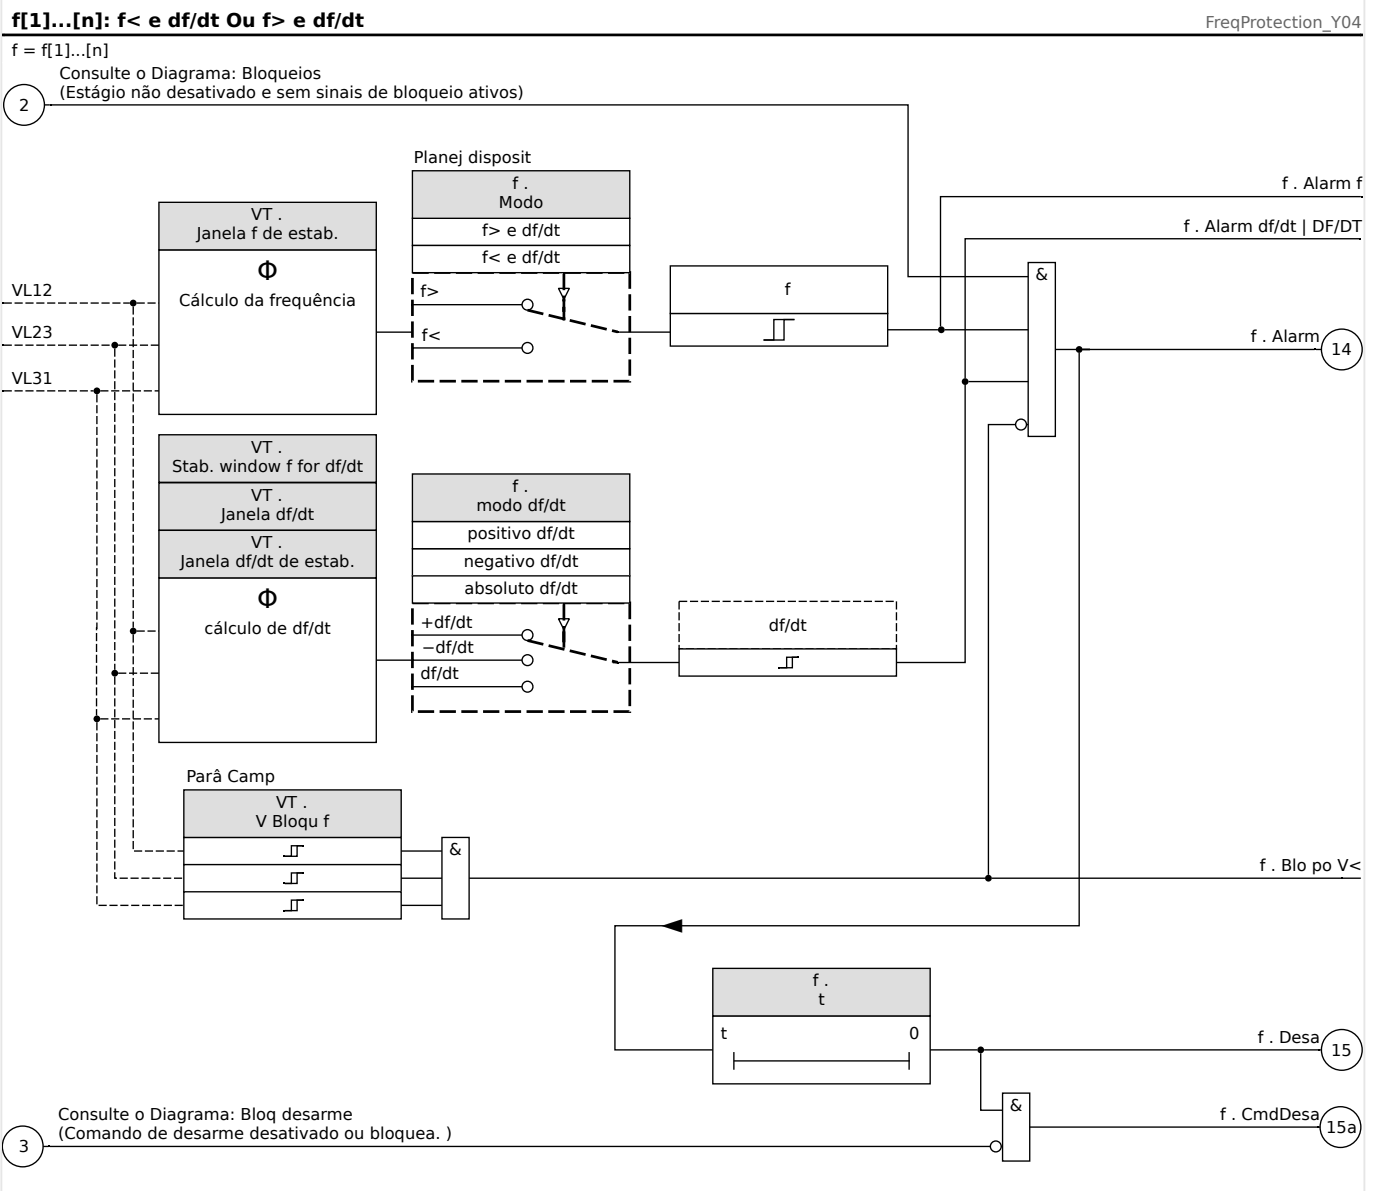 f[1]...[n]: f< e df/dt Ou f> e df/dt
FreqProtection_Y04
f = f[1]...[n]
Consulte o Diagrama: Bloqueios
(Estágio não desativado e sem sinais de bloqueio ativos)
2
Planej disposit
f .
Modo
f> e df/dt
f< e df/dt
f . Alarm f
f . Alarm df/dt | DF/DT
VT .
Janela f de estab.
Φ
Cálculo da frequência
VL12
VL23
VL31
f>
f<
f
&
f . Alarm
14
VT .
Stab. window f for df/dt
VT .
Janela df/dt
VT .
Janela df/dt de estab.
Φ
cálculo de df/dt
f .
modo df/dt
positivo df/dt
negativo df/dt
absoluto df/dt
+df/dt
−df/dt
df/dt
df/dt
Parâ Camp
VT .
V Bloqu f
&
f . Blo po V<
f .
t
t 0
f . Desa
15
Consulte o Diagrama: Bloq desarme
(Comando de desarme desativado ou bloquea. )
3
&
f . CmdDesa
15a